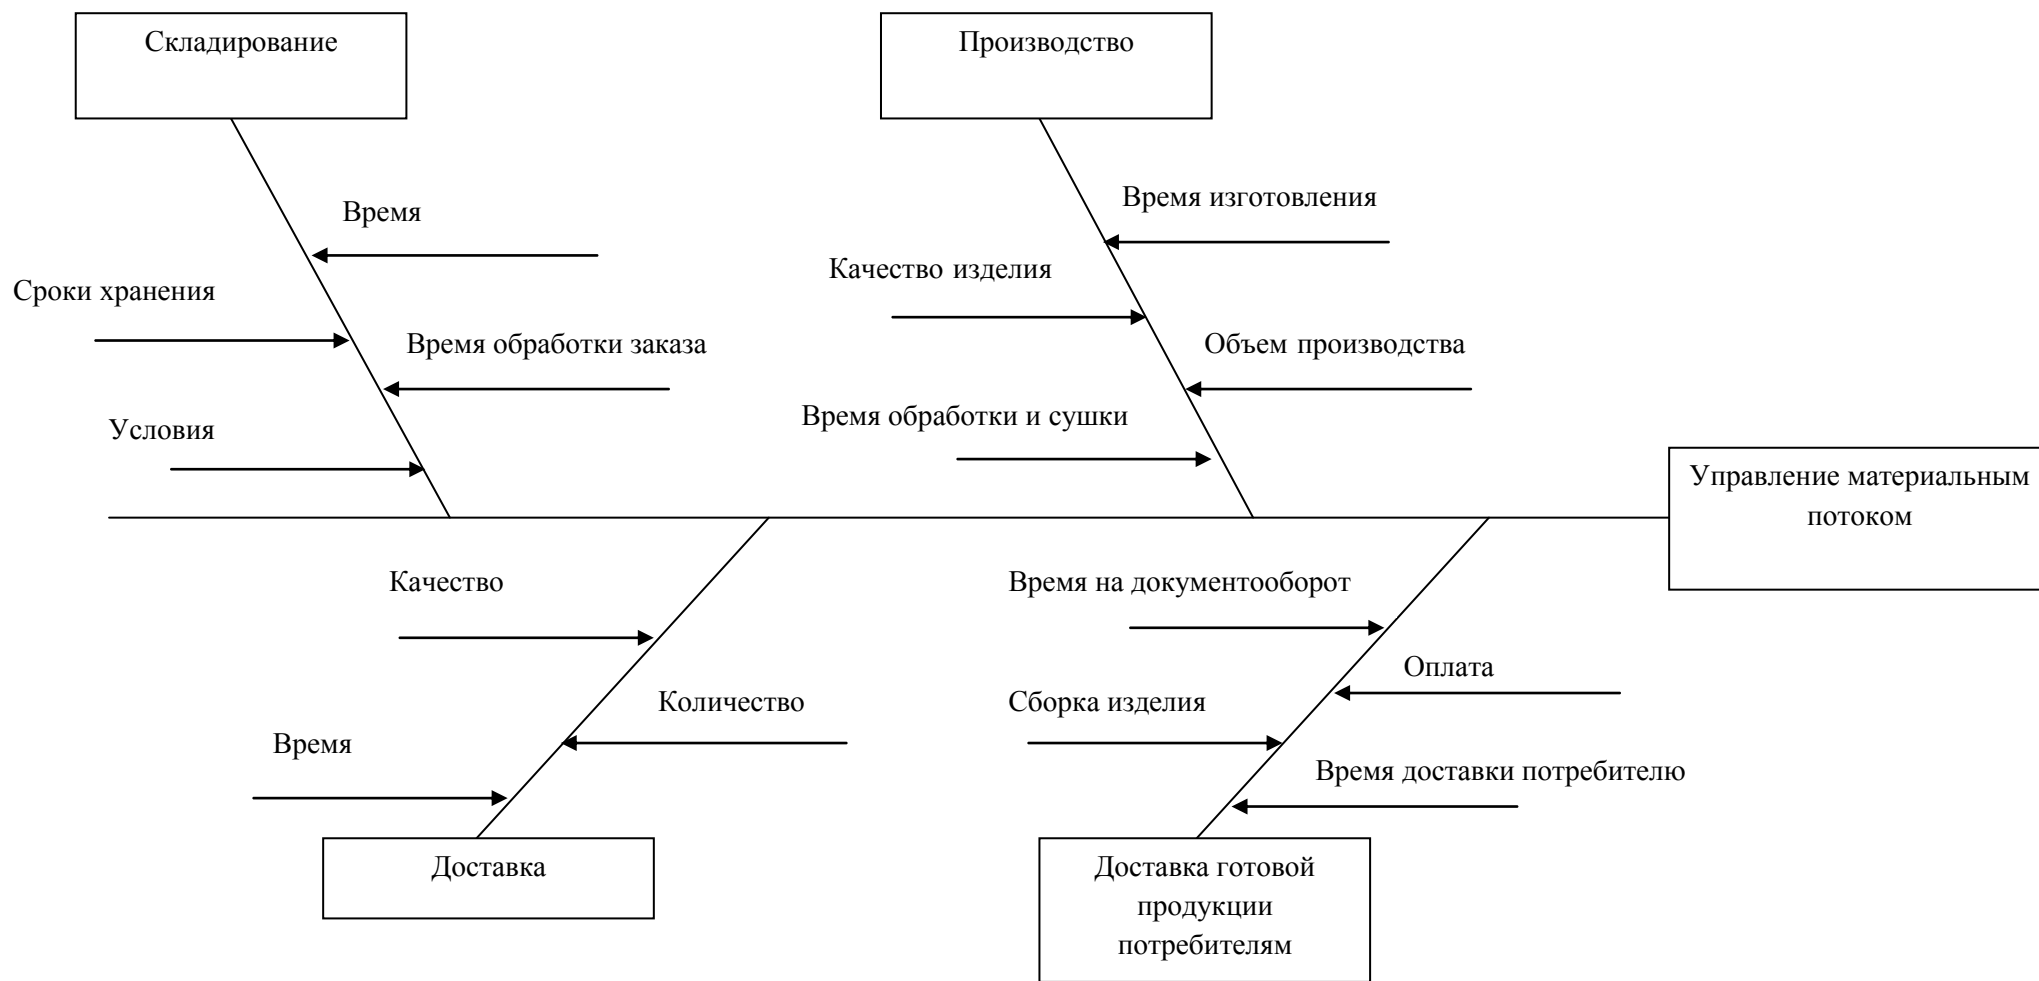 Складирование
Производство
Время изготовления
Время
Качество изделия
Сроки хранения
Время обработки заказа
Объем производства
Время обработки и сушки
Условия
Управление материальным
потоком
Качество
Время на документооборот
Оплата
Количество
Сборка изделия
Время
Время доставки потребителю
Доставка
Доставка готовой
продукции
потребителям